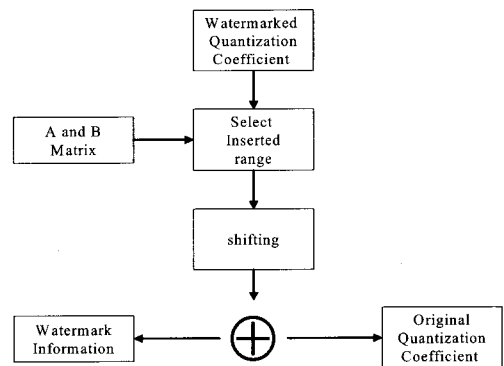 Watermarked
Quantization
Coefficient
A and B
Matrix
Select
Inserted
range
shifting
Watermark
Information
Original
Quantization
Coefficient